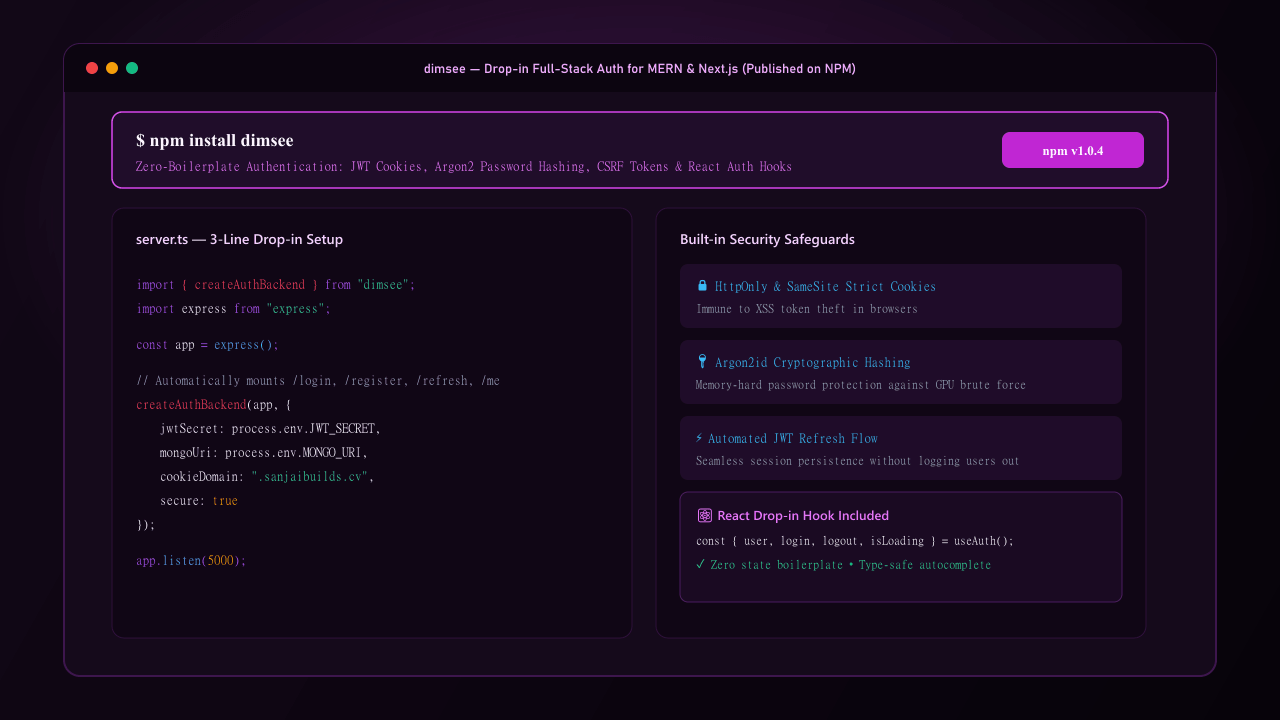 dimsee — Drop-in Full-Stack Auth for MERN & Next.js (Published on NPM)
$ npm install dimsee
Zero-Boilerplate Authentication: JWT Cookies, Argon2 Password Hashing, CSRF Tokens & React Auth Hooks
npm v1.0.4
server.ts — 3-Line Drop-in Setup
import { createAuthBackend } from "dimsee";
import express from "express";
const app = express();
// Automatically mounts /login, /register, /refresh, /me
createAuthBackend(app, {
jwtSecret: process.env.JWT_SECRET,
mongoUri: process.env.MONGO_URI,
cookieDomain: ".sanjaibuilds.cv",
secure: true
});
app.listen(5000);
Built-in Security Safeguards
🔒 HttpOnly & SameSite Strict Cookies
Immune to XSS token theft in browsers
🔑 Argon2id Cryptographic Hashing
Memory-hard password protection against GPU brute force
⚡ Automated JWT Refresh Flow
Seamless session persistence without logging users out
⚛ React Drop-in Hook Included
const { user, login, logout, isLoading } = useAuth();
✓ Zero state boilerplate • Type-safe autocomplete